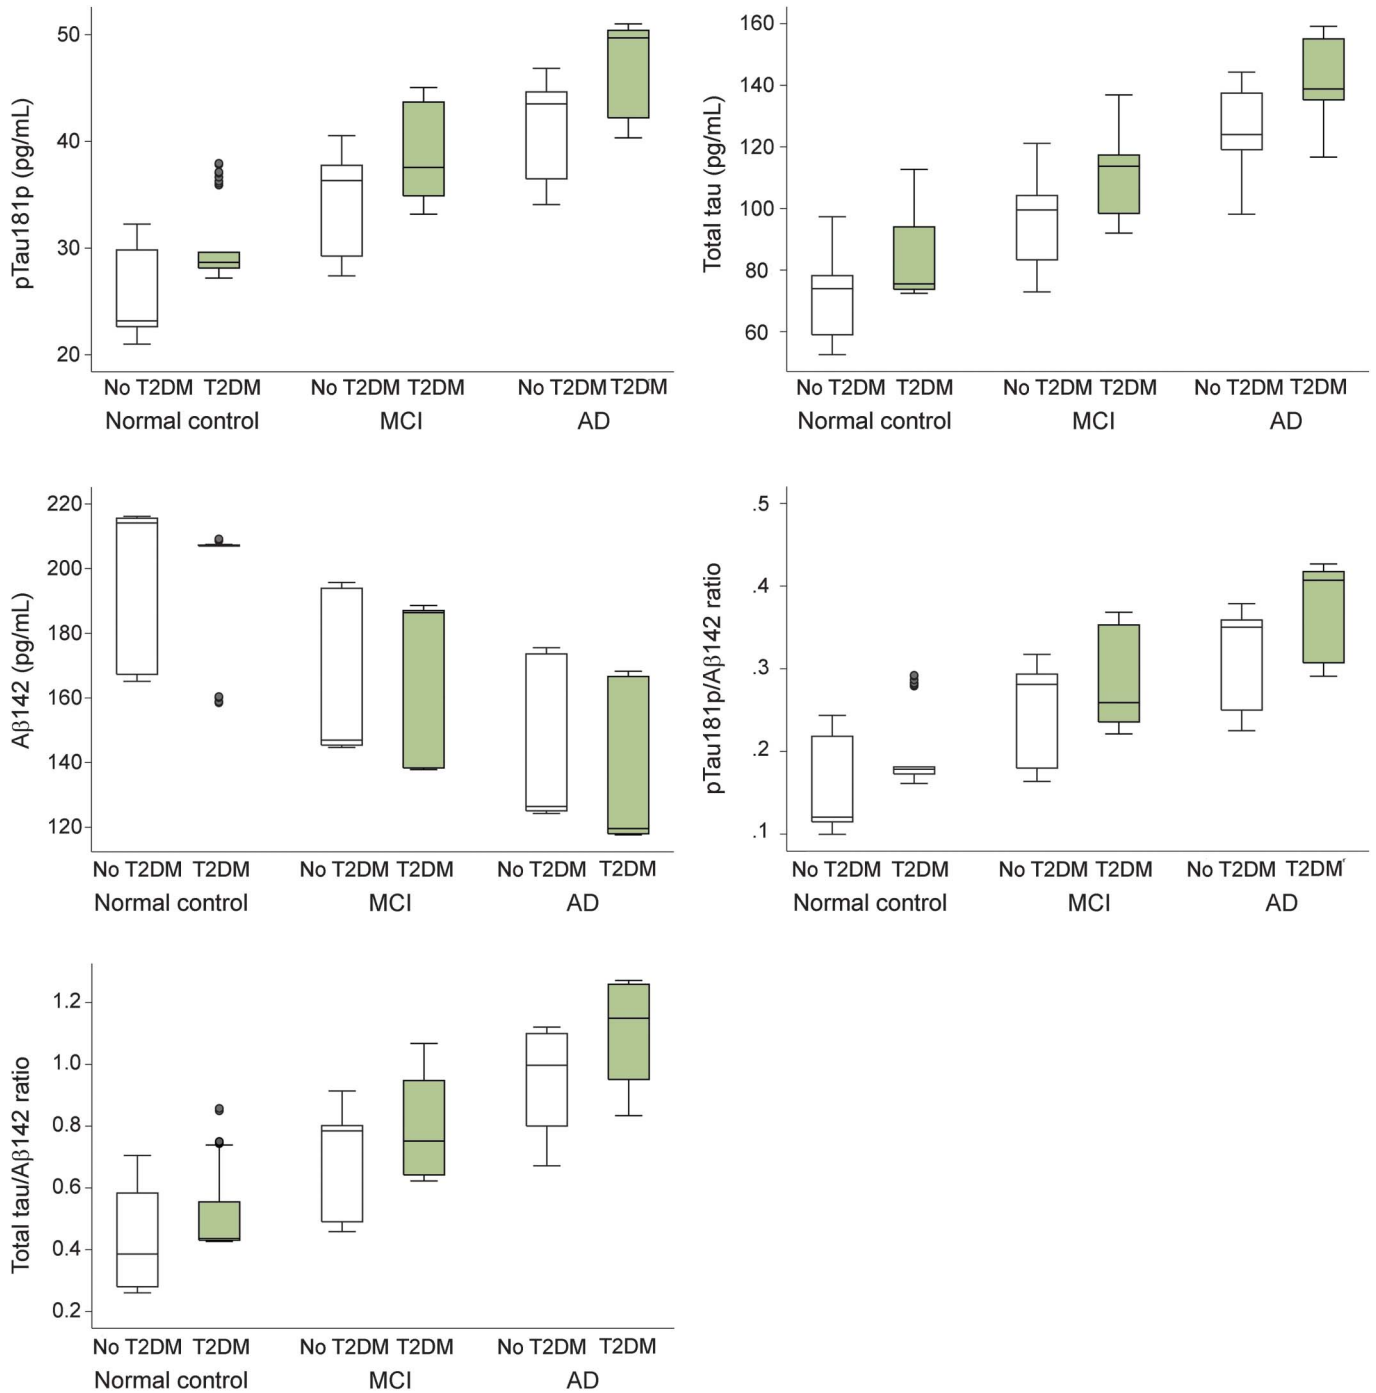 pTau181p (pg/mL)
50
40
30
20
No T2DM T2DM No T2DM T2DM No T2DM T2DM
Normal control MCI AD
Total tau (pg/mL)
160
140
120
100
80
60
No T2DM T2DM No T2DM T2DM No T2DM T2DM
Normal control MCI AD
Aβ142 (pg/mL)
220
200
180
160
140
120
No T2DM T2DM No T2DM T2DM No T2DM T2DM
Normal control MCI AD
pTau181p/Aβ142 ratio
.5
.4
.3
.2
.1
No T2DM T2DM No T2DM T2DM No T2DM T2DM
Normal control MCI AD
Total tau/Aβ142 ratio
1.2
1.0
0.8
0.6
0.4
0.2
No T2DM T2DM No T2DM T2DM No T2DM T2DM
Normal control MCI AD